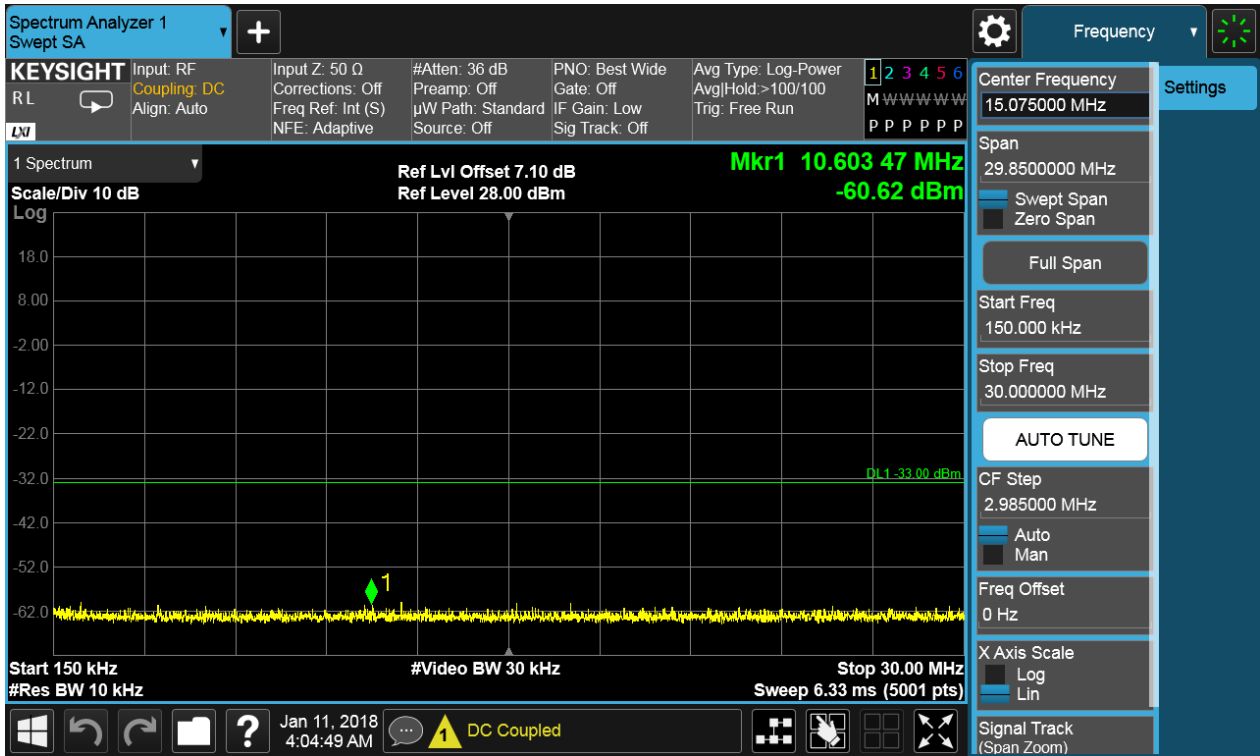 Spectrum Analyzer 1
Swept SA
+
Frequency
KEYSIGHT
R L
LXI
Input: RF
Coupling: DC
Align: Auto
Input Z: 50 Ω
Corrections: Off
Freq Ref: Int (S)
NFE: Adaptive
#Atten: 36 dB
Preamp: Off
µW Path: Standard
Source: Off
PNO: Best Wide
Gate: Off
IF Gain: Low
Sig Track: Off
Avg Type: Log-Power
Avg|Hold:>100/100
Trig: Free Run
1 2 3 4 5 6
M W W W W W
P P P P P P
1 Spectrum
Scale/Div 10 dB
Log
Ref Lvl Offset 7.10 dB
Ref Level 28.00 dBm
Mkr1 10.603 47 MHz
-60.62 dBm
18.0
8.00
-2.00
-12.0
-22.0
-32.0
DL1 -33.00 dBm
-42.0
-52.0
1
-62.0
Start 150 kHz
#Video BW 30 kHz
Stop 30.00 MHz
#Res BW 10 kHz
Sweep 6.33 ms (5001 pts)
?
Jan 11, 2018
4:04:49 AM
1
DC Coupled
Center Frequency
15.075000 MHz
Settings
Span
29.8500000 MHz
Swept Span
Zero Span
Full Span
Start Freq
150.000 kHz
Stop Freq
30.000000 MHz
AUTO TUNE
CF Step
2.985000 MHz
Auto
Man
Freq Offset
0 Hz
X Axis Scale
Log
Lin
Signal Track
(Span Zoom)